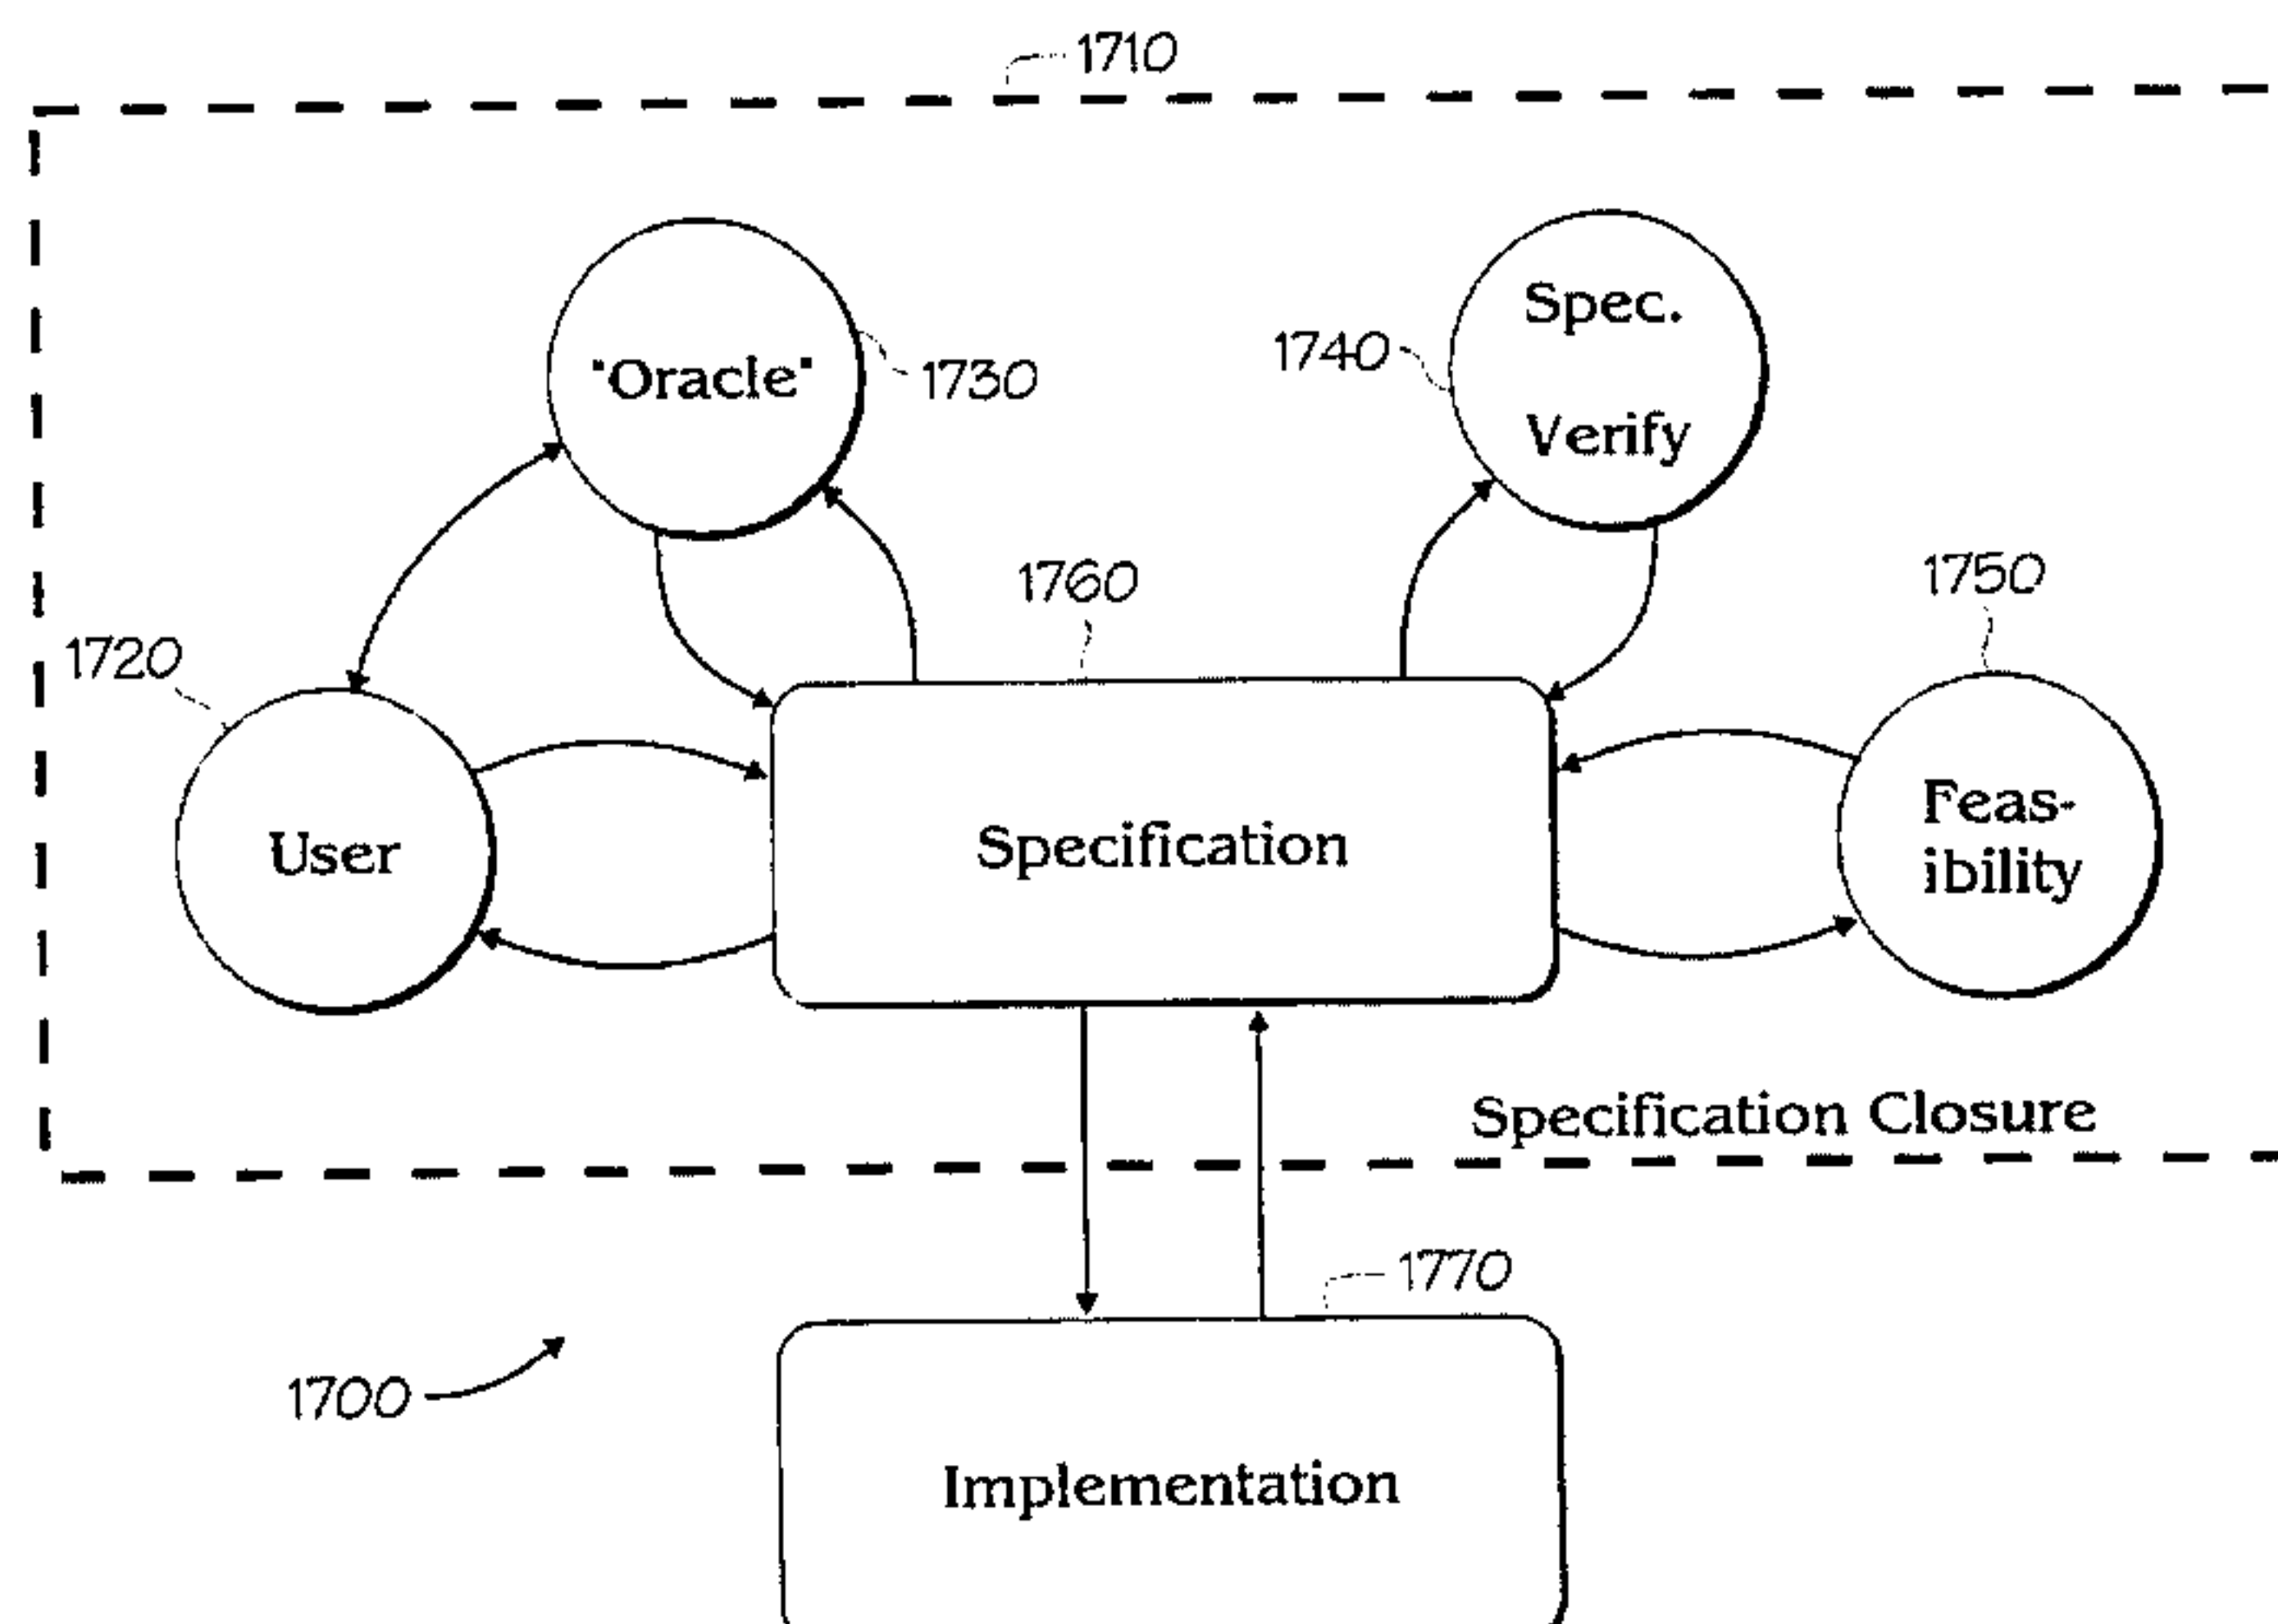 1710
"Oracle"
1730
1740
Spec.
Verify
1760
1750
1720
User
Specification
Feas-
ibility
Specification Closure
1770
1700
Implementation